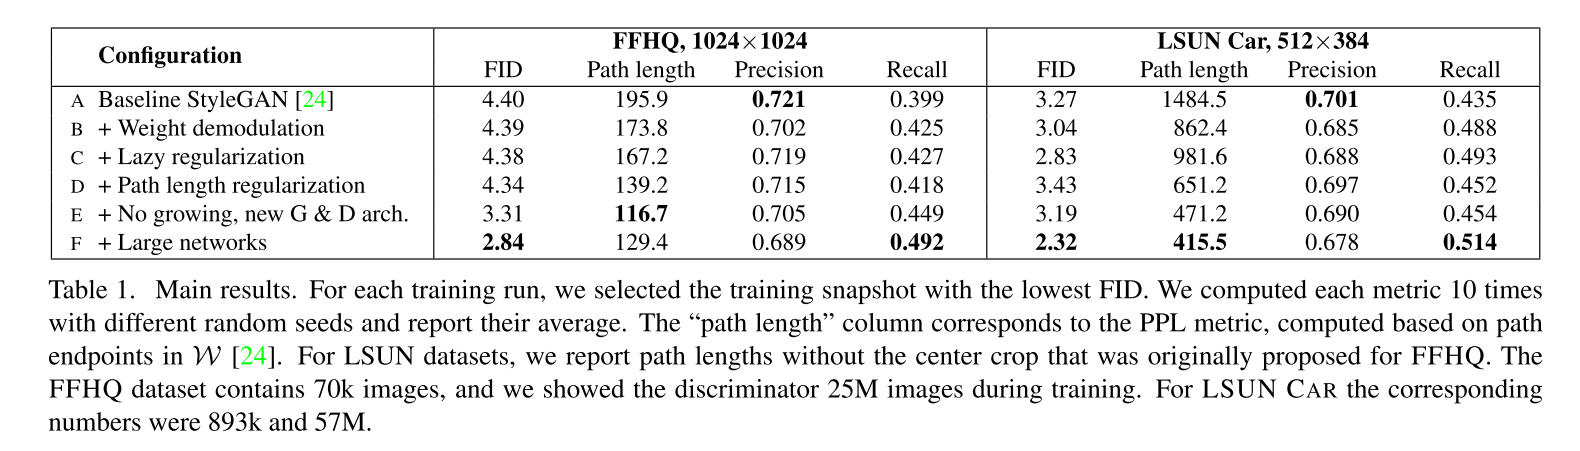 Configuration FFHQ, 1024×1024 LSUN Car, 512×384
FID Path length Precision Recall FID Path length Precision Recall
A Baseline StyleGAN [24] 4.40 195.9 0.721 0.399 3.27 1484.5 0.701 0.435
B + Weight demodulation 4.39 173.8 0.702 0.425 3.04 862.4 0.685 0.488
C + Lazy regularization 4.38 167.2 0.719 0.427 2.83 981.6 0.688 0.493
D + Path length regularization 4.34 139.2 0.715 0.418 3.43 651.2 0.697 0.452
E + No growing, new G & D arch. 3.31 116.7 0.705 0.449 3.19 471.2 0.690 0.454
F + Large networks 2.84 129.4 0.689 0.492 2.32 415.5 0.678 0.514
Table 1. Main results. For each training run, we selected the training snapshot with the lowest FID. We computed each metric 10 times
with different random seeds and report their average. The “path length” column corresponds to the PPL metric, computed based on path
endpoints in 𝒲 [24]. For LSUN datasets, we report path lengths without the center crop that was originally proposed for FFHQ. The
FFHQ dataset contains 70k images, and we showed the discriminator 25M images during training. For LSUN CAR the corresponding
numbers were 893k and 57M.